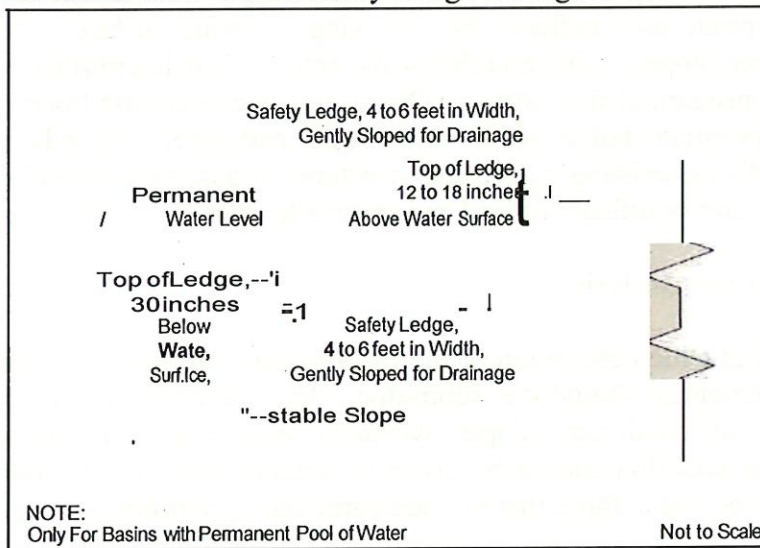 Safety Ledge, 4 to 6 feet in Width,
Gently Sloped for Drainage
Top of Ledge,
12 to 18 inches
Above Water Surface
Permanent
Water Level
Top of Ledge,--'i
30 inches
Below
Wate,
Surf.Ice,
Safety Ledge,
4 to 6 feet in Width,
Gently Sloped for Drainage
"--stable Slope
NOTE:
Only For Basins with Permanent Pool of Water
Not to Scale